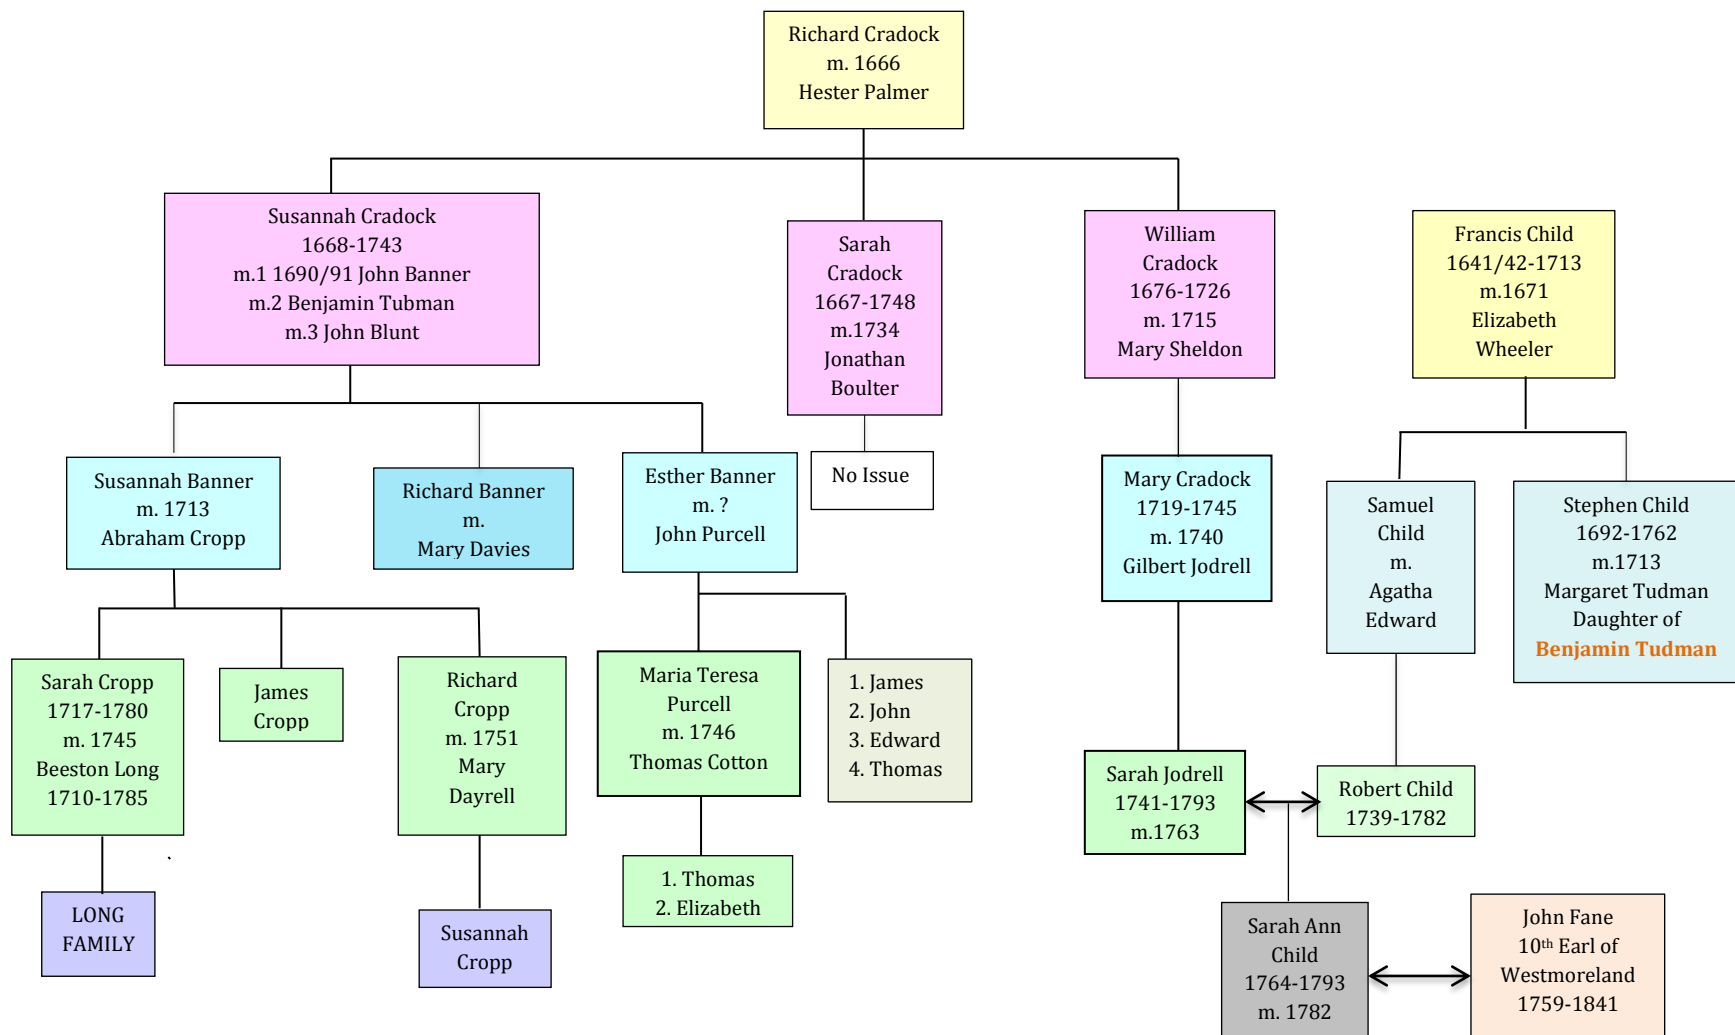 Richard Cradock
m. 1666
Hester Palmer
Susannah Cradock
1668-1743
m.1 1690/91 John Banner
m.2 Benjamin Tubman
m.3 John Blunt
Sarah
Cradock
1667-1748
m.1734
Jonathan
Boulter
William
Cradock
1676-1726
m. 1715
Mary Sheldon
Francis Child
1641/42-1713
m.1671
Elizabeth
Wheeler
Susannah Banner
m. 1713
Abraham Cropp
Richard Banner
m.
Mary Davies
Esther Banner
m. ?
John Purcell
No Issue
Mary Cradock
1719-1745
m. 1740
Gilbert Jodrell
Samuel
Child
m.
Agatha
Edward
Stephen Child
1692-1762
m.1713
Margaret Tudman
Daughter of
Benjamin Tudman
Sarah Cropp
1717-1780
m. 1745
Beeston Long
1710-1785
James
Cropp
Richard
Cropp
m. 1751
Mary
Dayrell
Maria Teresa
Purcell
m. 1746
Thomas Cotton
1. James
2. John
3. Edward
4. Thomas
Sarah Jodrell
1741-1793
m.1763
Robert Child
1739-1782
LONG
FAMILY
Susannah
Cropp
1. Thomas
2. Elizabeth
Sarah Ann
Child
1764-1793
m. 1782
John Fane
10th Earl of
Westmoreland
1759-1841